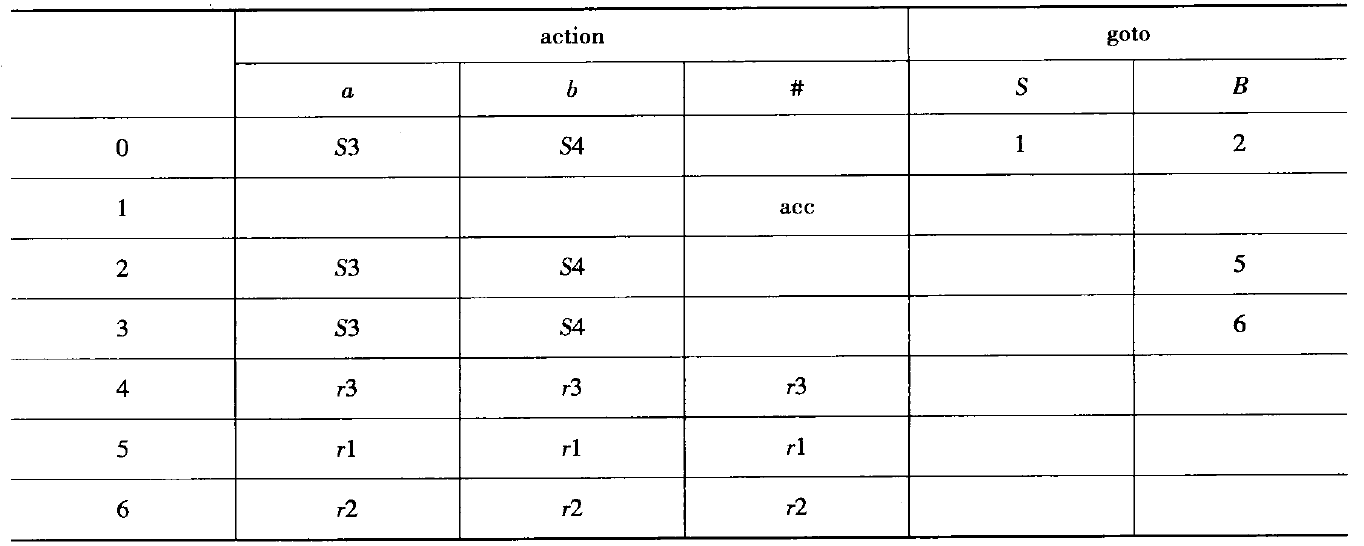 action goto
a b # S B
0 S3 S4 1 2
1 acc
2 S3 S4 5
3 S3 S4 6
4 r3 r3 r3
5 r1 r1 r1
6 r2 r2 r2